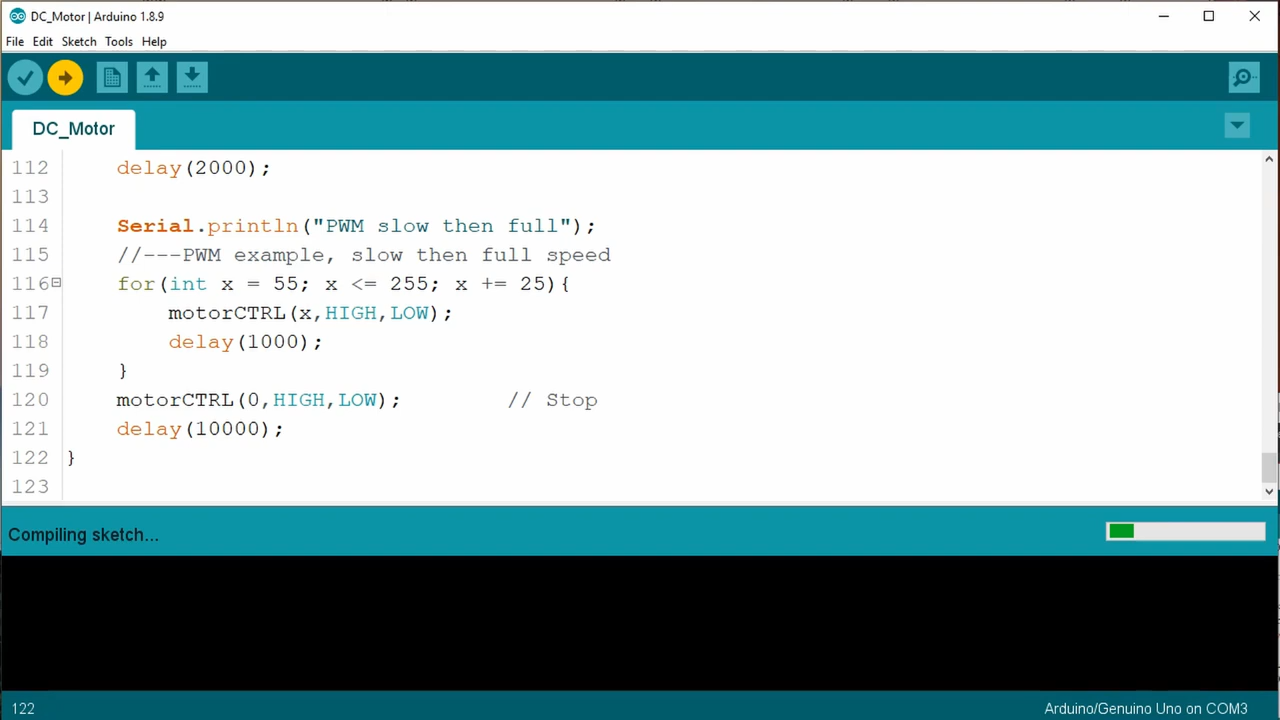 DC_Motor | Arduino 1.8.9
File Edit Sketch Tools Help
DC_Motor
112 delay(2000);
113
114 Serial.println("PWM slow then full");
115 //---PWM example, slow then full speed
116 for(int x = 55; x <= 255; x += 25){
117 motorCTRL(x,HIGH,LOW);
118 delay(1000);
119 }
120 motorCTRL(0,HIGH,LOW); // Stop
121 delay(10000);
122 }
123
Compiling sketch...
122 Arduino/Genuino Uno on COM3